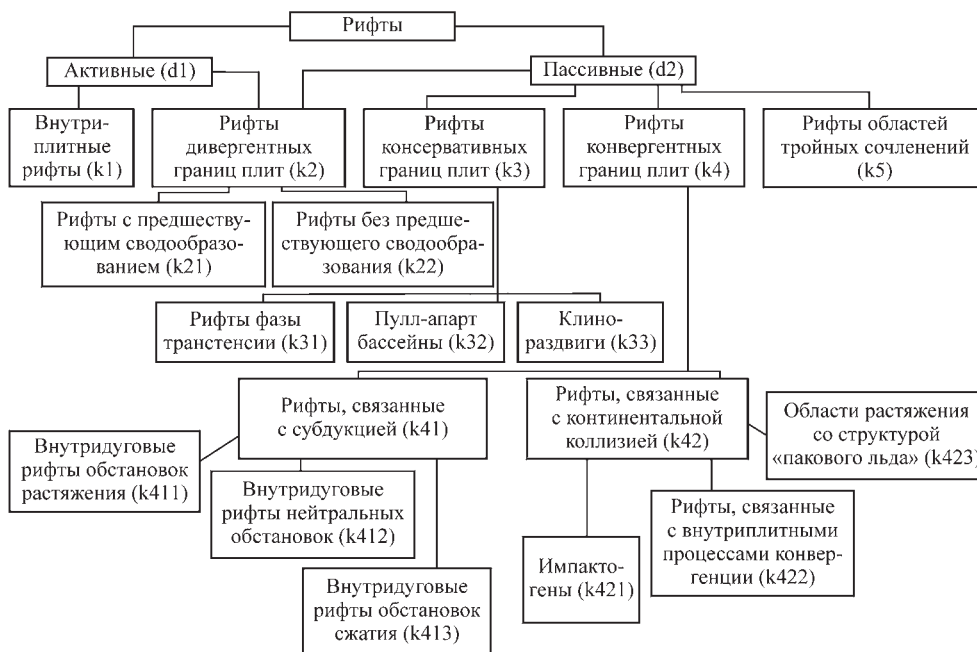 Рифты
Активные (d1)
Пассивные (d2)
Внутри-
плитные
рифты (k1)
Рифты
дивергентных
границ плит (k2)
Рифты
консервативных
границ плит (k3)
Рифты
конвергентных
границ плит (k4)
Рифты областей
тройных сочленений
(k5)
Рифты с предшеству-
ющим сводообразо-
ванием (k21)
Рифты без предше-
ствующего сводообра-
зования (k22)
Рифты фазы
транстенсии (k31)
Пулл-апарт
бассейны (k32)
Клино-
раздвиги (k33)
Рифты, связанные
с субдукцией (k41)
Рифты, связанные
с континентальной
коллизией (k42)
Области растяжения
со структурой
«пакового льда» (k423)
Внутридуговые
рифты обстановок
растяжения (k411)
Внутридуговые
рифты нейтральных
обстановок (k412)
Рифты, связанные
с внутриплитными
процессами конвер-
генции (k422)
Импакто-
гены (k421)
Внутридуговые
рифты обстановок
сжатия (k413)